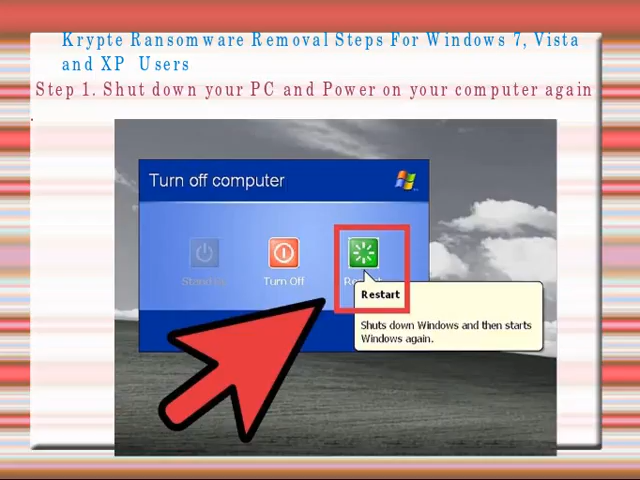 Krypte Ransomware Removal Steps For Windows 7, Vista
and XP Users
Step 1. Shut down your PC and Power on your computer again
.
Turn off computer
Turn Off
Restart
Shuts down Windows and then starts
Windows again.